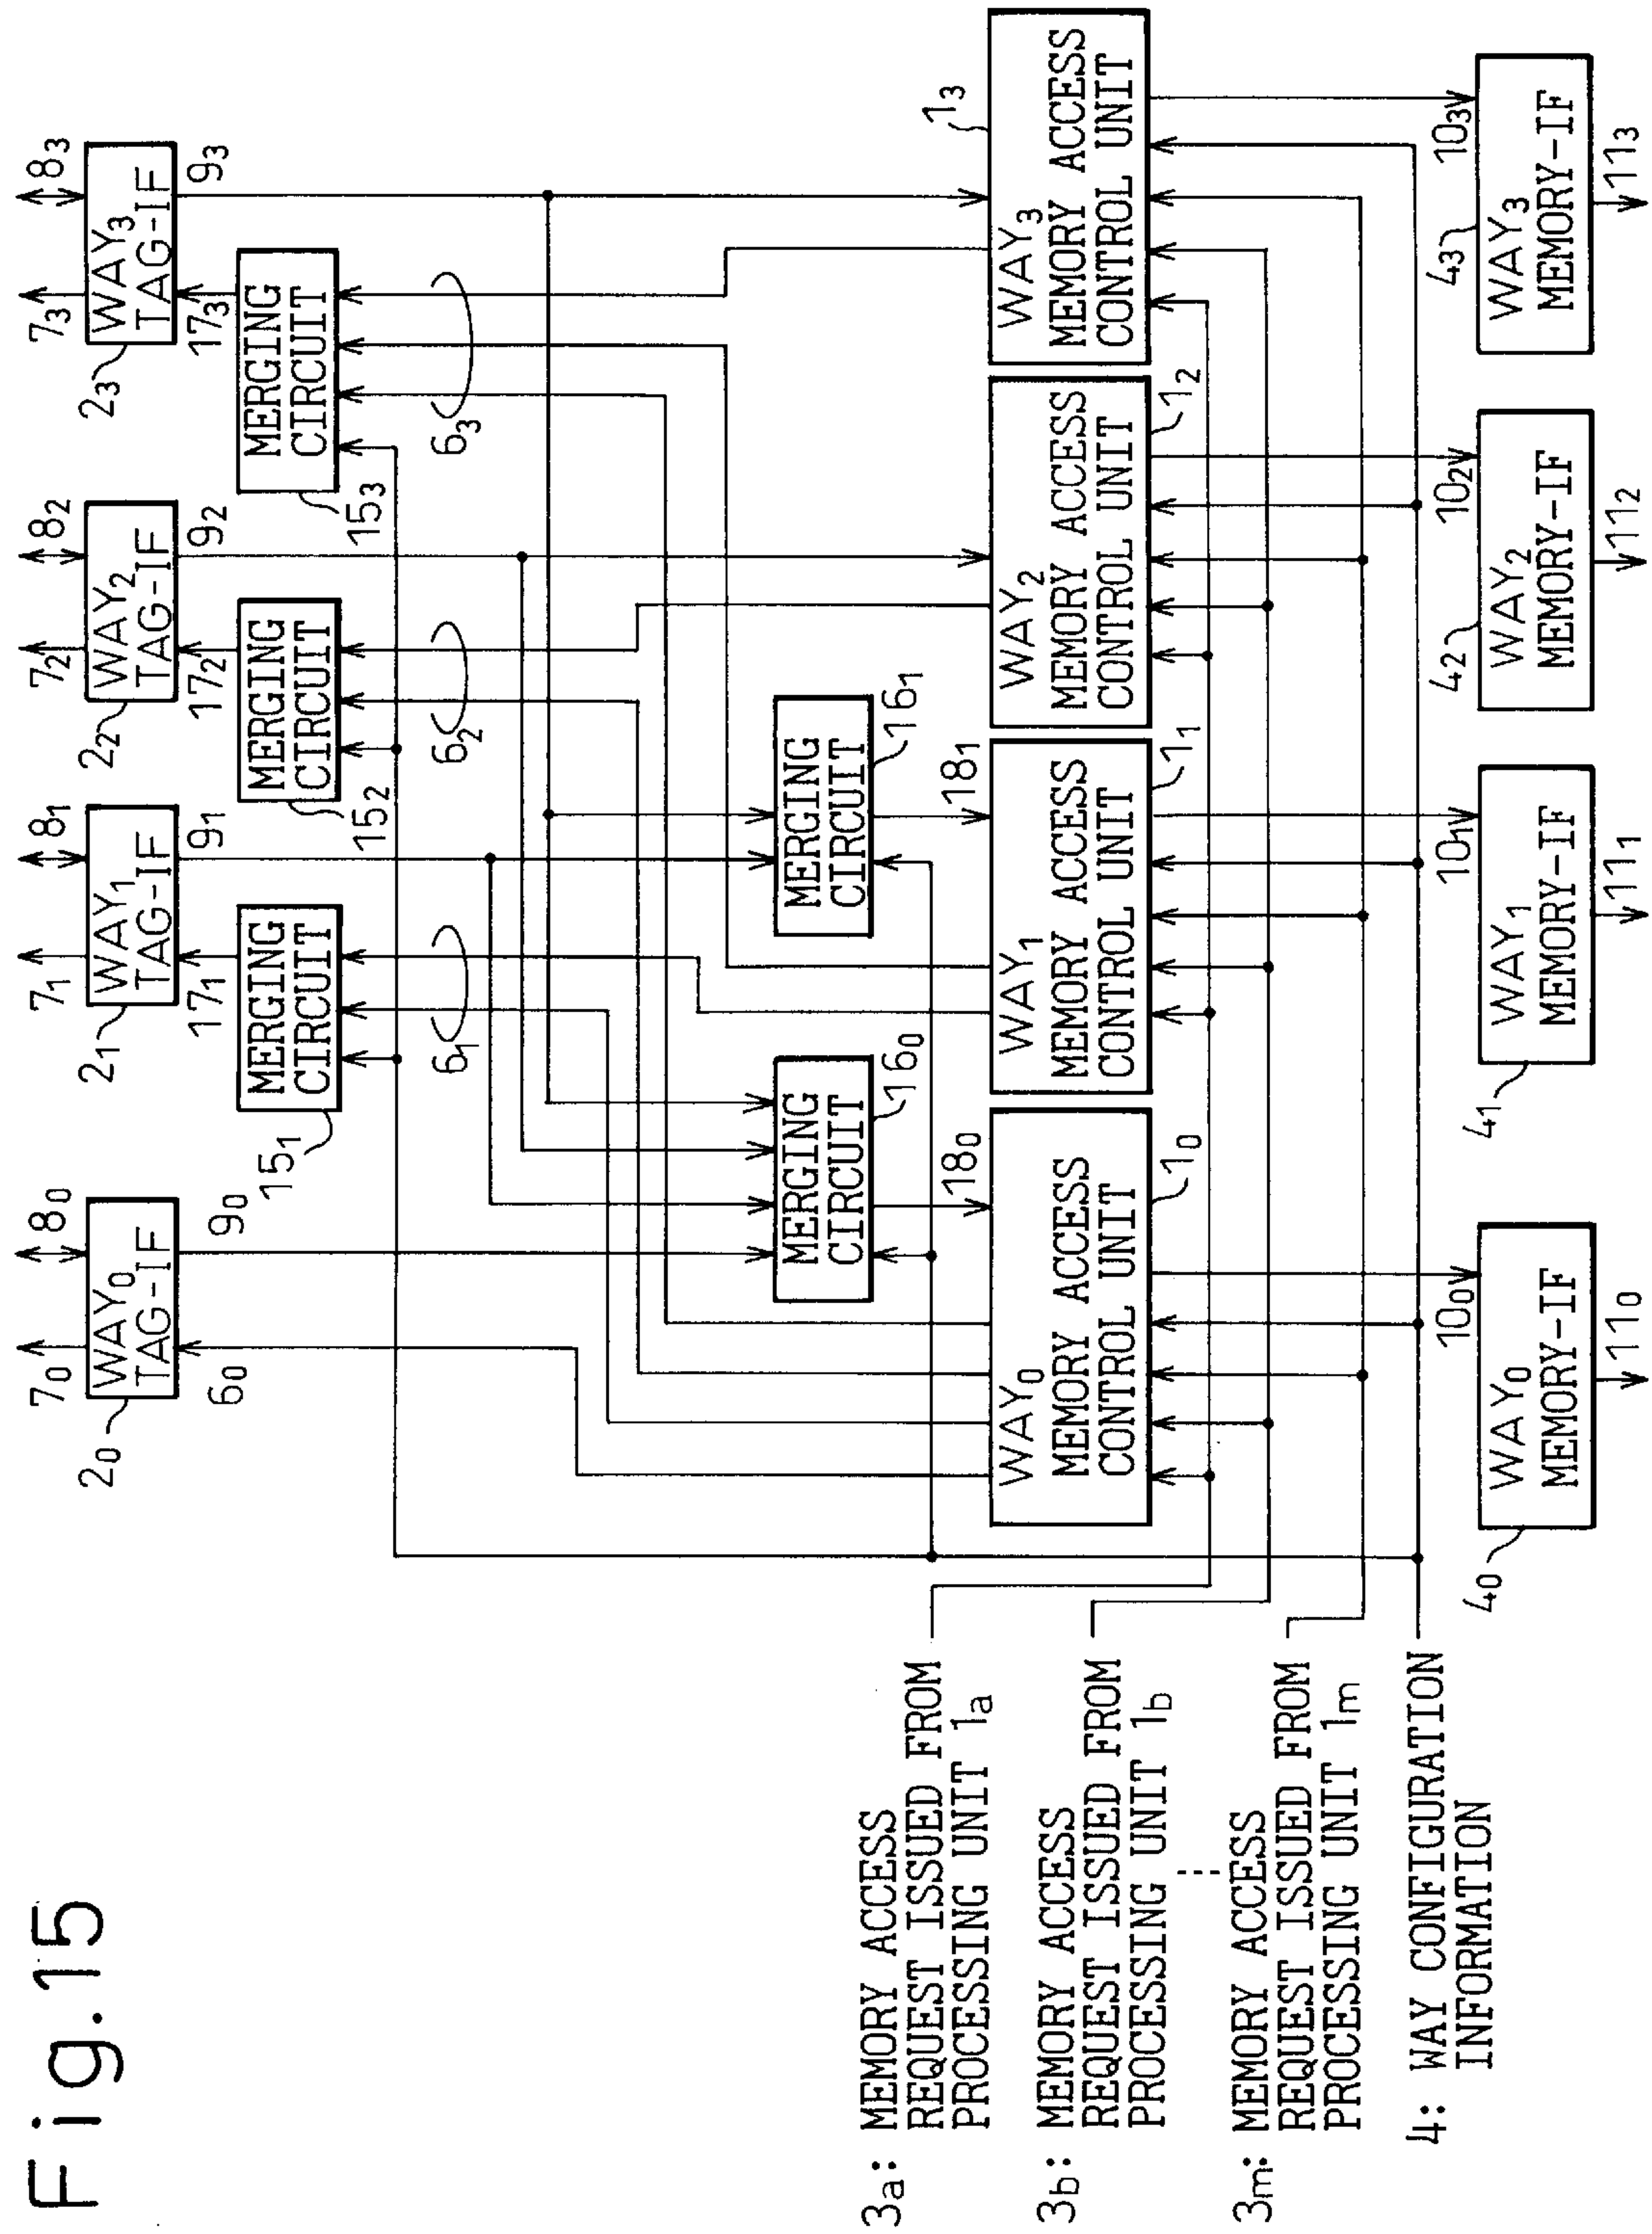 Fig.15
7₀
8₀
2₀
WAY₀
TAG-IF
6₀
9₀
7₁
8₁
2₁
WAY₁
TAG-IF
17₁
9₁
15₁
MERGING
CIRCUIT
6₁
7₂
8₂
2₂
WAY₂
TAG-IF
17₂
9₂
15₂
MERGING
CIRCUIT
6₂
7₃
8₃
2₃
WAY₃
TAG-IF
17₃
9₃
15₃
MERGING
CIRCUIT
6₃
MERGING
CIRCUIT
16₀
18₀
MERGING
CIRCUIT
16₁
18₁
WAY₀
MEMORY ACCESS
CONTROL UNIT
1₀
WAY₁
MEMORY ACCESS
CONTROL UNIT
1₁
WAY₂
MEMORY ACCESS
CONTROL UNIT
1₂
WAY₃
MEMORY ACCESS
CONTROL UNIT
1₃
3a: MEMORY ACCESS
REQUEST ISSUED FROM
PROCESSING UNIT 1a
3b: MEMORY ACCESS
REQUEST ISSUED FROM
PROCESSING UNIT 1b
3m: MEMORY ACCESS
REQUEST ISSUED FROM
PROCESSING UNIT 1m
4: WAY CONFIGURATION
INFORMATION
10₀
4₀
WAY₀
MEMORY-IF
11₀
10₁
4₁
WAY₁
MEMORY-IF
11₁
10₂
4₂
WAY₂
MEMORY-IF
11₂
10₃
4₃
WAY₃
MEMORY-IF
11₃